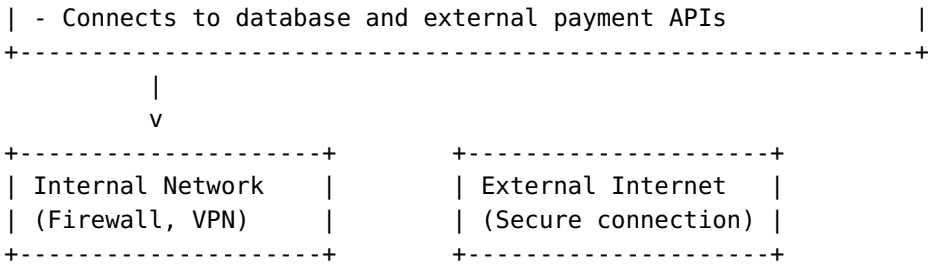 | - Connects to database and external payment APIs             |
+--------------------------------------------------------------+
          |
          v
+---------------------+        +---------------------+
| Internal Network    |        | External Internet   |
| (Firewall, VPN)     |        | (Secure connection) |
+---------------------+        +---------------------+